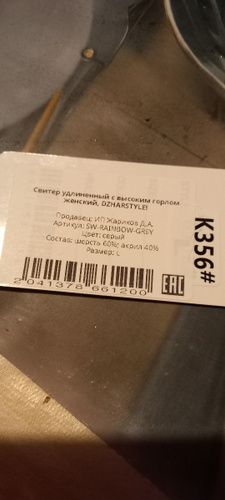 Свитер удлиненный с высоким горлом
женский, DZHARSTYLE!
Продавец: ИП Жарихов Д.А.
Артикул: SW-RAINBOW-GREY
Цвет: серый
Состав: шерсть 60%; акрил 40%
Размер: L
2041378661200
EAC
K356#